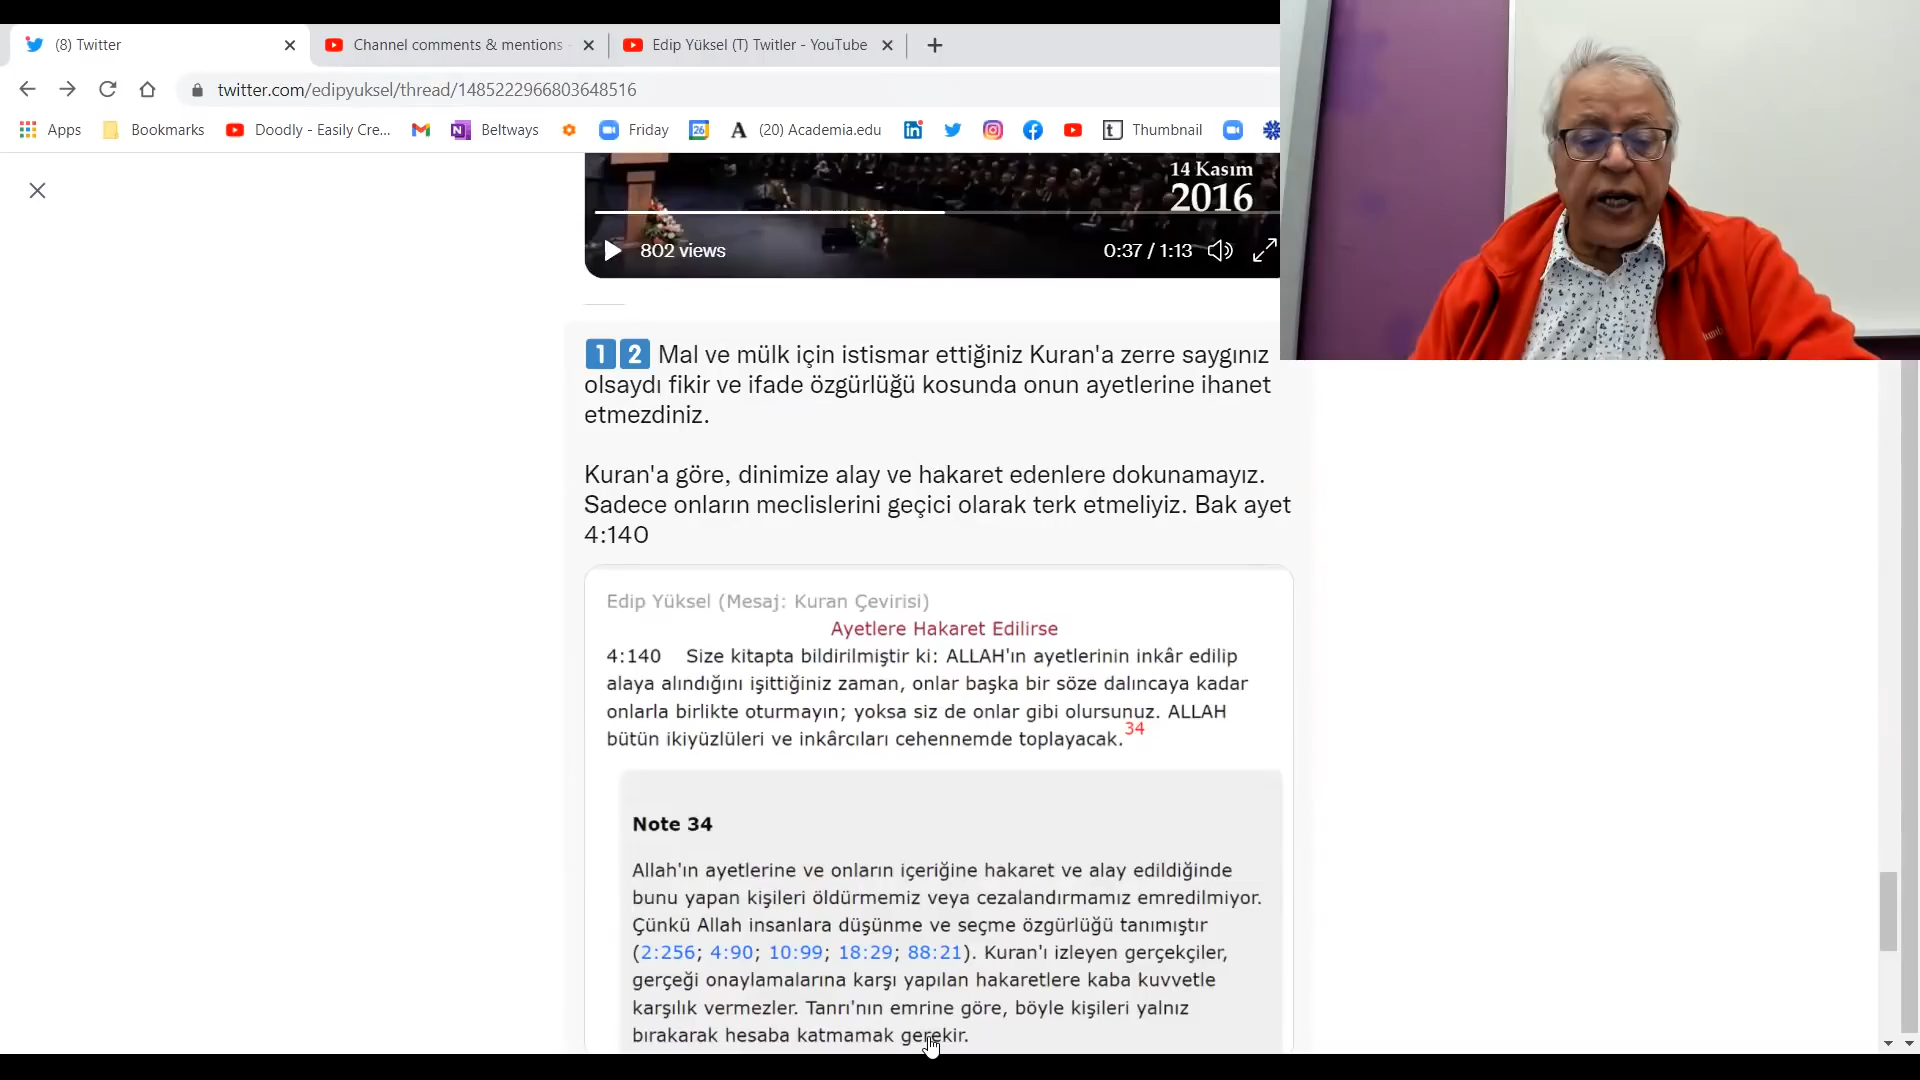 (8) Twitter
Channel comments & mentions
Edip Yüksel (T) Twitler - YouTube
twitter.com/edipyuksel/thread/1485222966803648516
Apps
Bookmarks
Doodly - Easily Cre...
Beltways
Friday
26
(20) Academia.edu
Thumbnail
14 Kasım
2016
802 views
0:37 / 1:13
1 2 Mal ve mülk için istismar ettiğiniz Kuran'a zerre saygınız
olsaydı fikir ve ifade özgürlüğü kosunda onun ayetlerine ihanet
etmezdiniz.
Kuran'a göre, dinimize alay ve hakaret edenlere dokunamayız.
Sadece onların meclislerini geçici olarak terk etmeliyiz. Bak ayet
4:140
Edip Yüksel (Mesaj: Kuran Çevirisi)
Ayetlere Hakaret Edilirse
4:140 Size kitapta bildirilmiştir ki: ALLAH'ın ayetlerinin inkâr edilip
alaya alındığını işittiğiniz zaman, onlar başka bir söze dalıncaya kadar
onlarla birlikte oturmayın; yoksa siz de onlar gibi olursunuz. ALLAH
bütün ikiyüzlüleri ve inkârcıları cehennemde toplayacak. 34
Note 34
Allah'ın ayetlerine ve onların içeriğine hakaret ve alay edildiğinde
bunu yapan kişileri öldürmemiz veya cezalandırmamız emredilmiyor.
Çünkü Allah insanlara düşünme ve seçme özgürlüğü tanımıştır
(2:256; 4:90; 10:99; 18:29; 88:21). Kuran'ı izleyen gerçekçiler,
gerçeği onaylamalarına karşı yapılan hakaretlere kaba kuvvetle
karşılık vermezler. Tanrı'nın emrine göre, böyle kişileri yalnız
bırakarak hesaba katmamak gerekir.